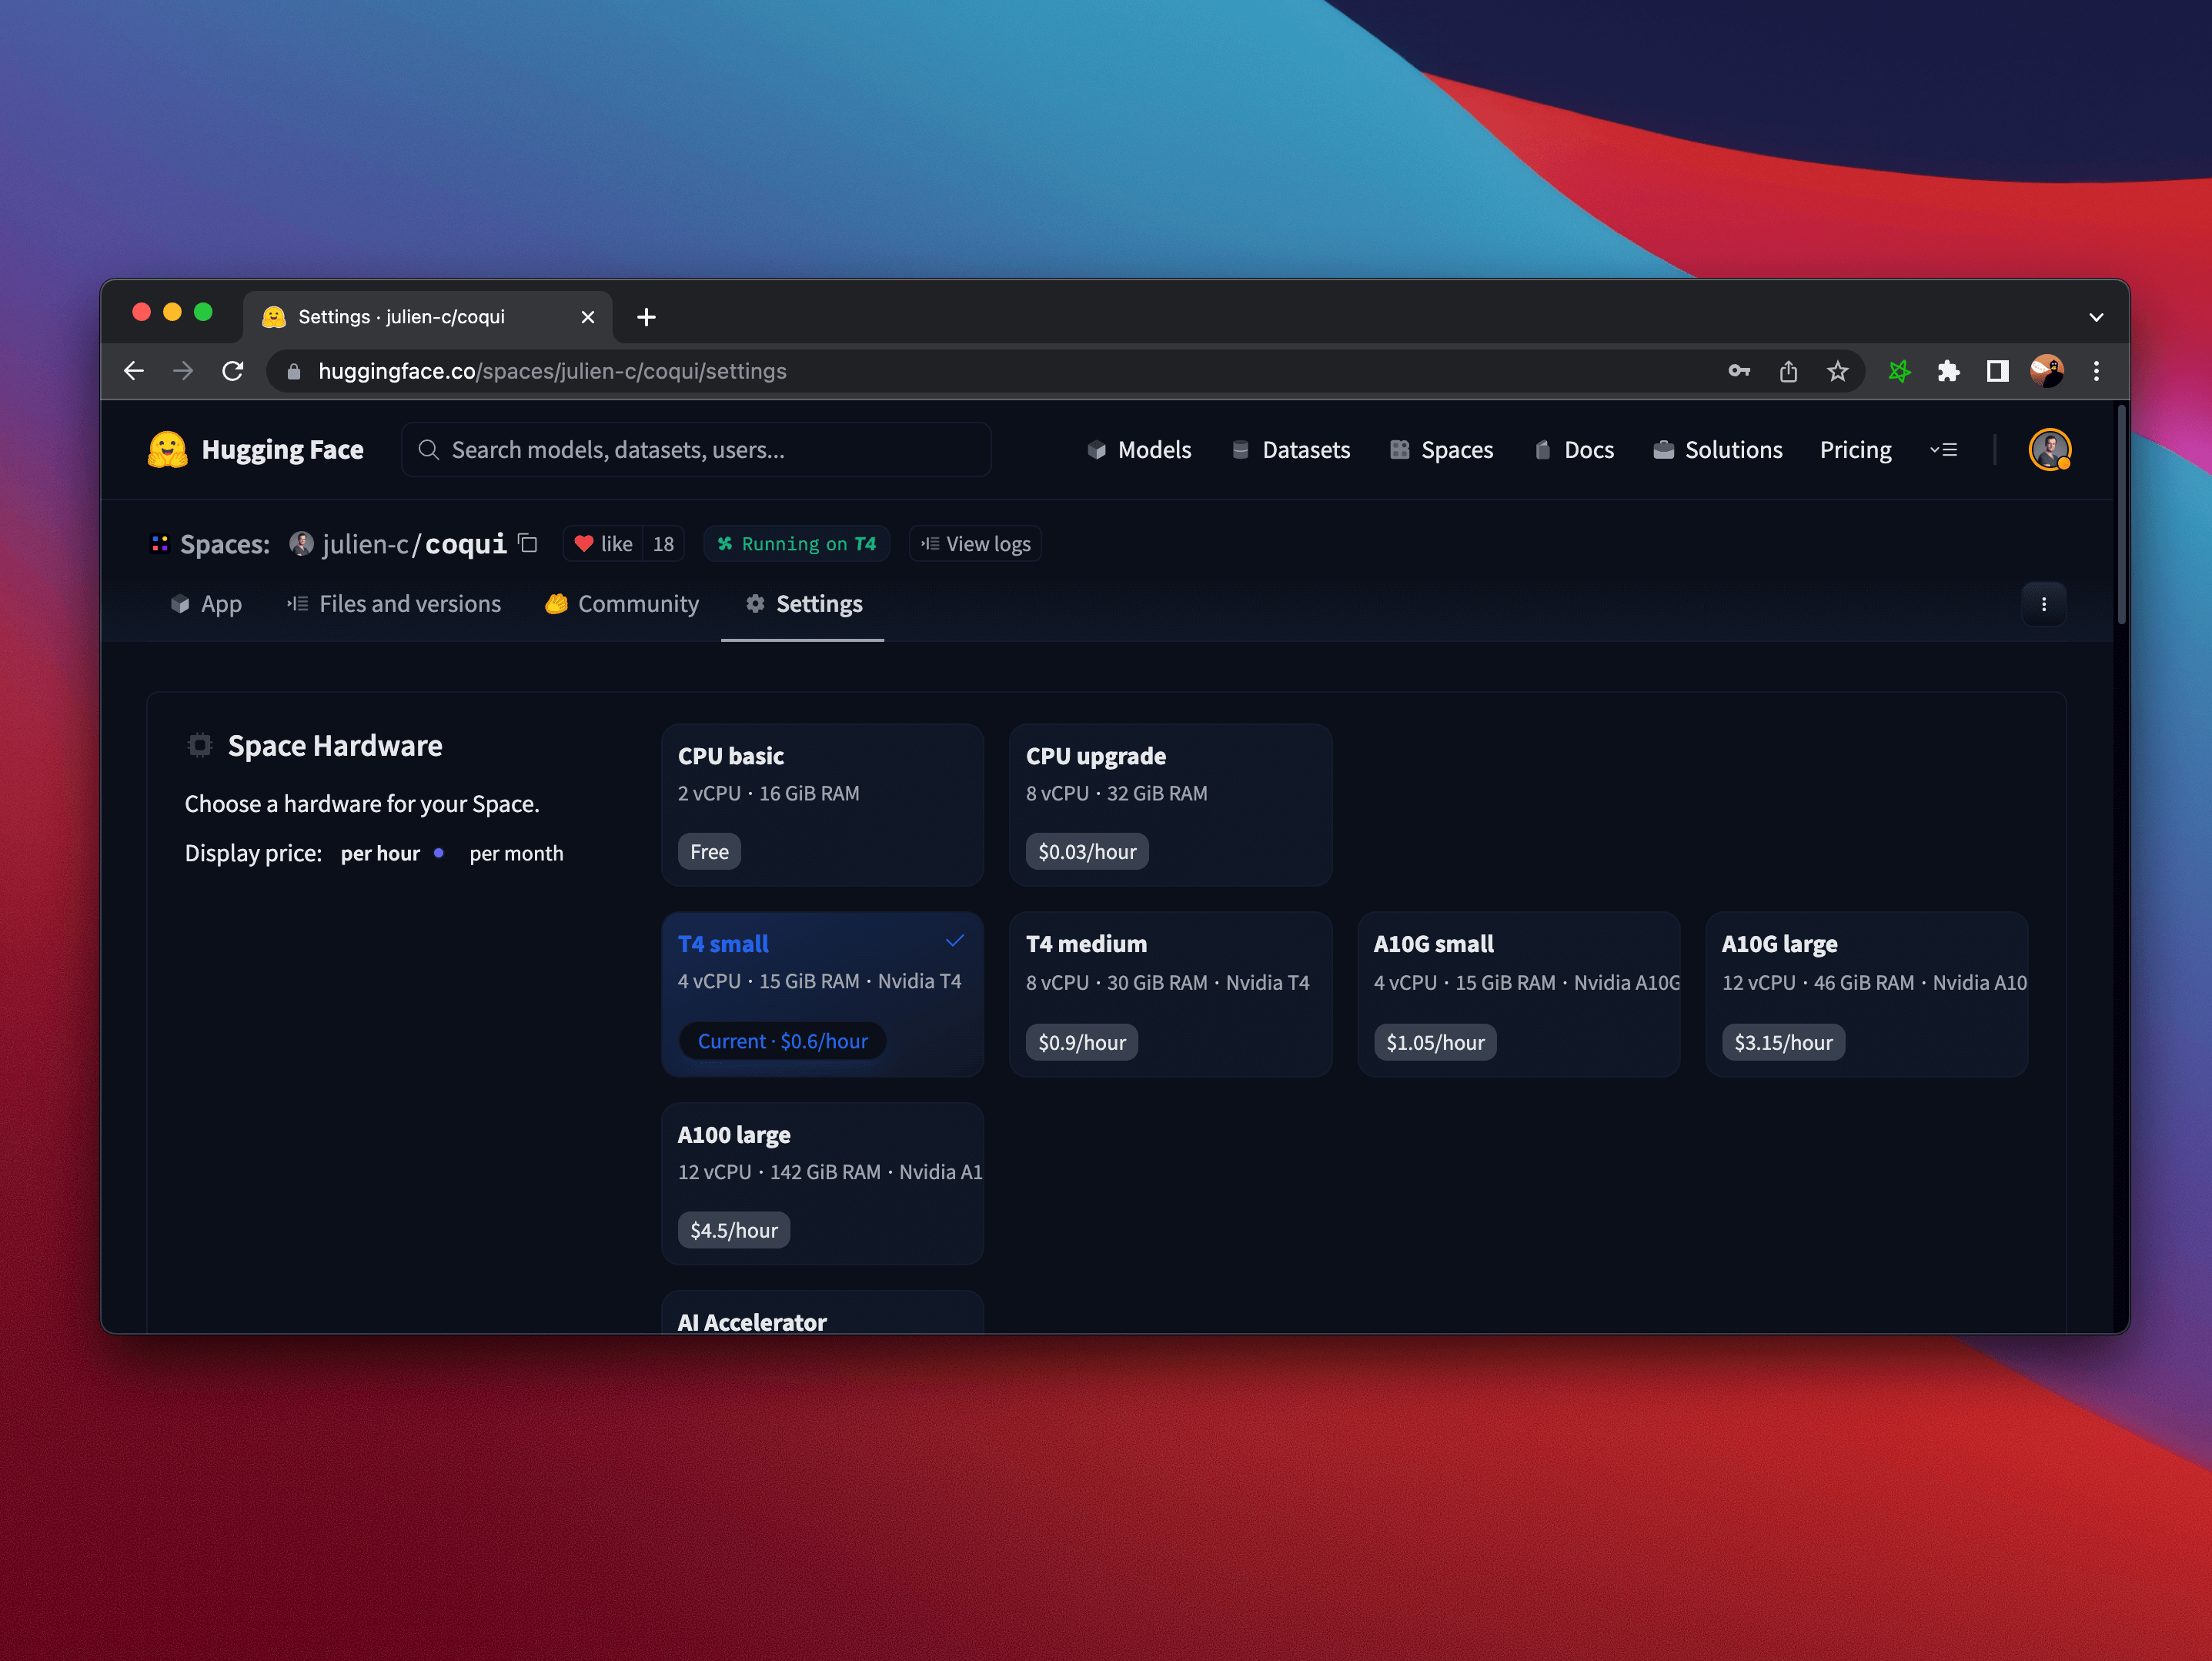 Settings · julien-c/coqui
huggingface.co/spaces/julien-c/coqui/settings
Hugging Face
Search models, datasets, users...
Models
Datasets
Spaces
Docs
Solutions
Pricing
Spaces:
julien-c/coqui
like
18
Running on T4
View logs
App
Files and versions
Community
Settings
Space Hardware
Choose a hardware for your Space.
Display price: per hour per month
CPU basic
2 vCPU · 16 GiB RAM
Free
CPU upgrade
8 vCPU · 32 GiB RAM
$0.03/hour
T4 small
4 vCPU · 15 GiB RAM · Nvidia T4
Current · $0.6/hour
T4 medium
8 vCPU · 30 GiB RAM · Nvidia T4
$0.9/hour
A10G small
4 vCPU · 15 GiB RAM · Nvidia A10G
$1.05/hour
A10G large
12 vCPU · 46 GiB RAM · Nvidia A10
$3.15/hour
A100 large
12 vCPU · 142 GiB RAM · Nvidia A1
$4.5/hour
AI Accelerator